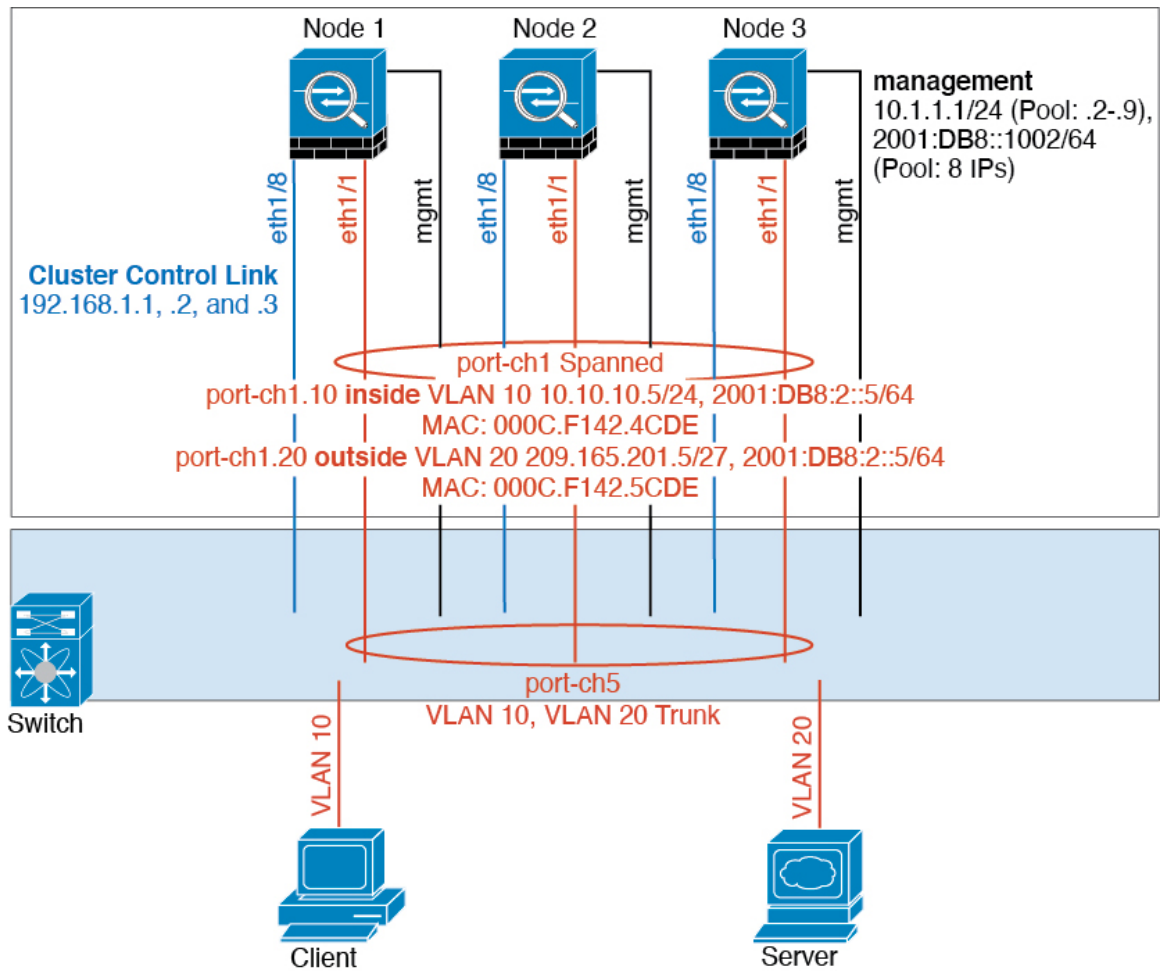 Node 1
Node 2
Node 3
management
10.1.1.1/24 (Pool: .2-.9),
2001:DB8::1002/64
(Pool: 8 IPs)
eth1/8
eth1/1
mgmt
eth1/8
eth1/1
mgmt
eth1/8
eth1/1
mgmt
Cluster Control Link
192.168.1.1, .2, and .3
port-ch1 Spanned
port-ch1.10 inside VLAN 10 10.10.10.5/24, 2001:DB8:2::5/64
MAC: 000C.F142.4CDE
port-ch1.20 outside VLAN 20 209.165.201.5/27, 2001:DB8:2::5/64
MAC: 000C.F142.5CDE
port-ch5
VLAN 10, VLAN 20 Trunk
Switch
VLAN 10
VLAN 20
Client
Server